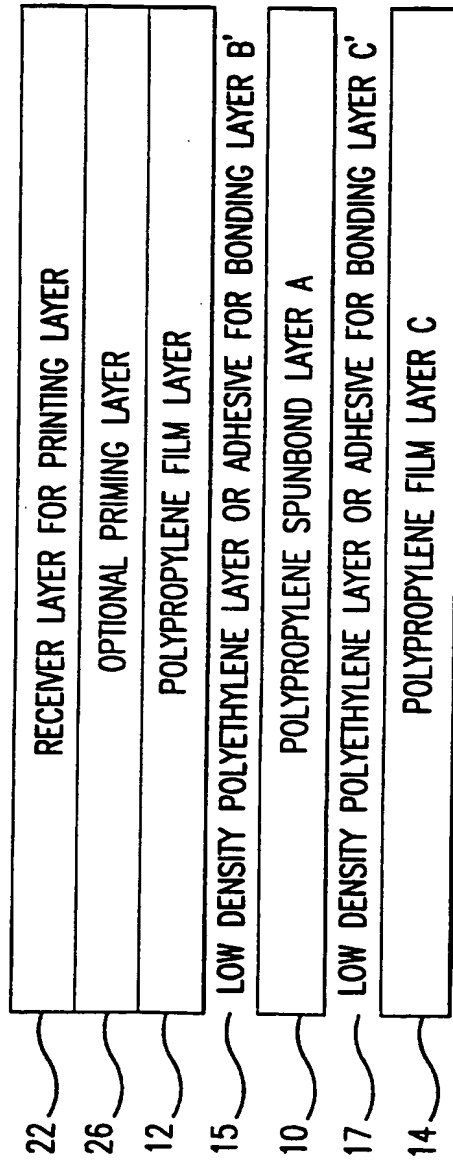 22 RECEIVER LAYER FOR PRINTING LAYER
26 OPTIONAL PRIMING LAYER
12 POLYPROPYLENE FILM LAYER
15 LOW DENSITY POLYETHYLENE LAYER OR ADHESIVE FOR BONDING LAYER B'
10 POLYPROPYLENE SPUNBOND LAYER A
17 LOW DENSITY POLYETHYLENE LAYER OR ADHESIVE FOR BONDING LAYER C'
14 POLYPROPYLENE FILM LAYER C